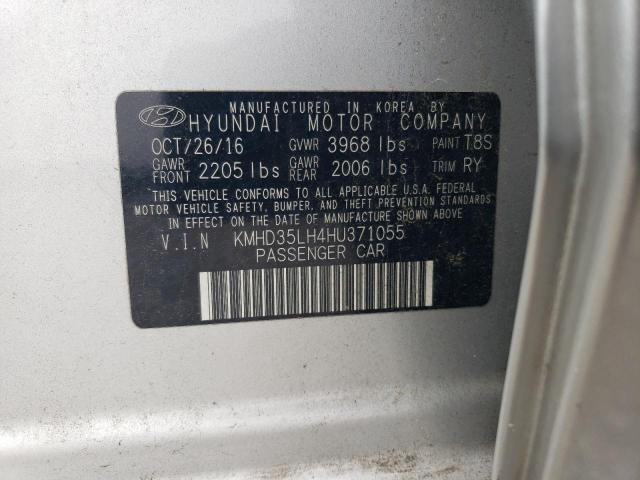 MANUFACTURED IN KOREA BY
HYUNDAI MOTOR COMPANY
OCT/26/16 GVWR 3968 lbs PAINT T8S
GAWR FRONT 2205 lbs GAWR REAR 2006 lbs TRIM RY
THIS VEHICLE CONFORMS TO ALL APPLICABLE U.S.A. FEDERAL
MOTOR VEHICLE SAFETY, BUMPER, AND THEFT PREVENTION STANDARDS
IN EFFECT ON THE DATE OF MANUFACTURE SHOWN ABOVE.
V.I.N KMHD35LH4HU371055
PASSENGER CAR